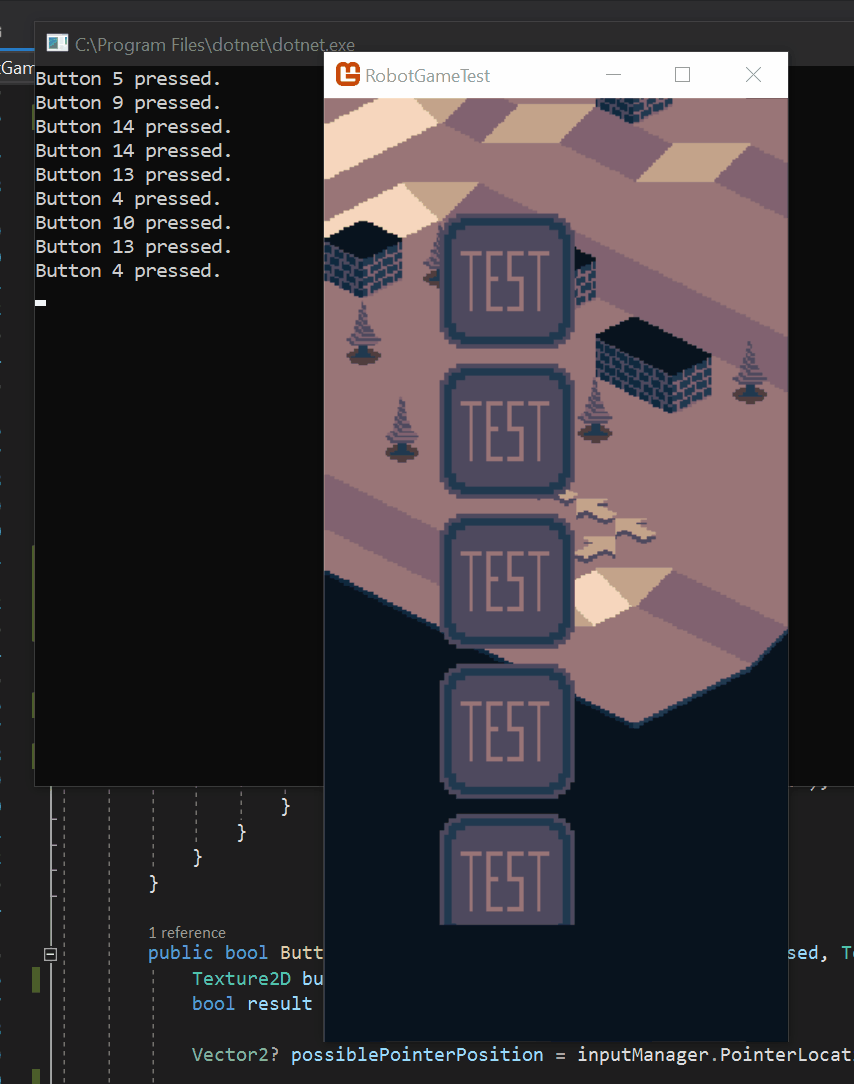 C:\Program Files\dotnet\dotnet.exe
Button 5 pressed.
Button 9 pressed.
Button 14 pressed.
Button 14 pressed.
Button 13 pressed.
Button 4 pressed.
Button 10 pressed.
Button 13 pressed.
Button 4 pressed.
RobotGameTest
TEST
TEST
TEST
TEST
TEST
}
}
}
}
1 reference
public bool Butt
sed, T
Texture2D bu
bool result
Vector2? possiblePointerPosition = inputManager.PointerLocat